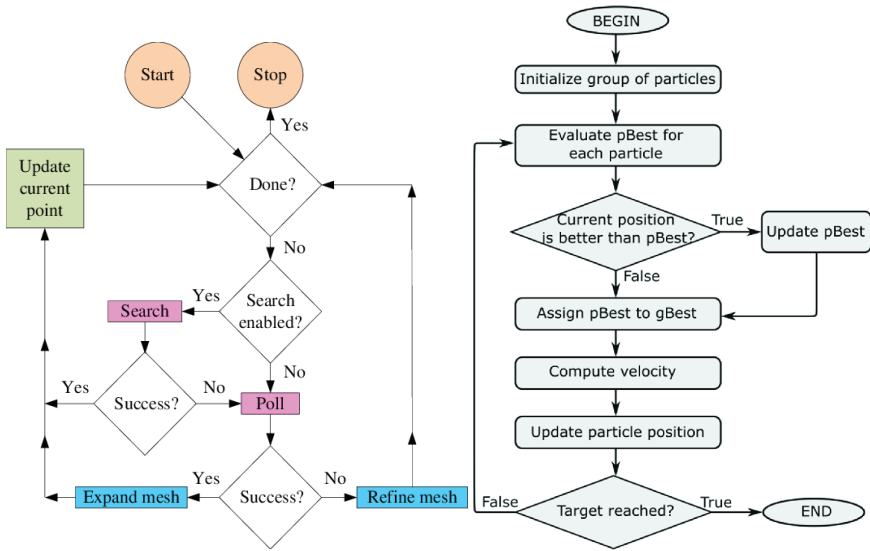 Start
Stop
Yes
Update
current
point
Done?
No
Search
Yes
Search
enabled?
No
Yes
Success?
No
Poll
Expand mesh
Yes
Success?
No
Refine mesh
BEGIN
Initialize group of particles
Evaluate pBest for
each particle
Current position
is better than pBest?
True
Update pBest
False
Assign pBest to gBest
Compute velocity
Update particle position
False
Target reached?
True
END